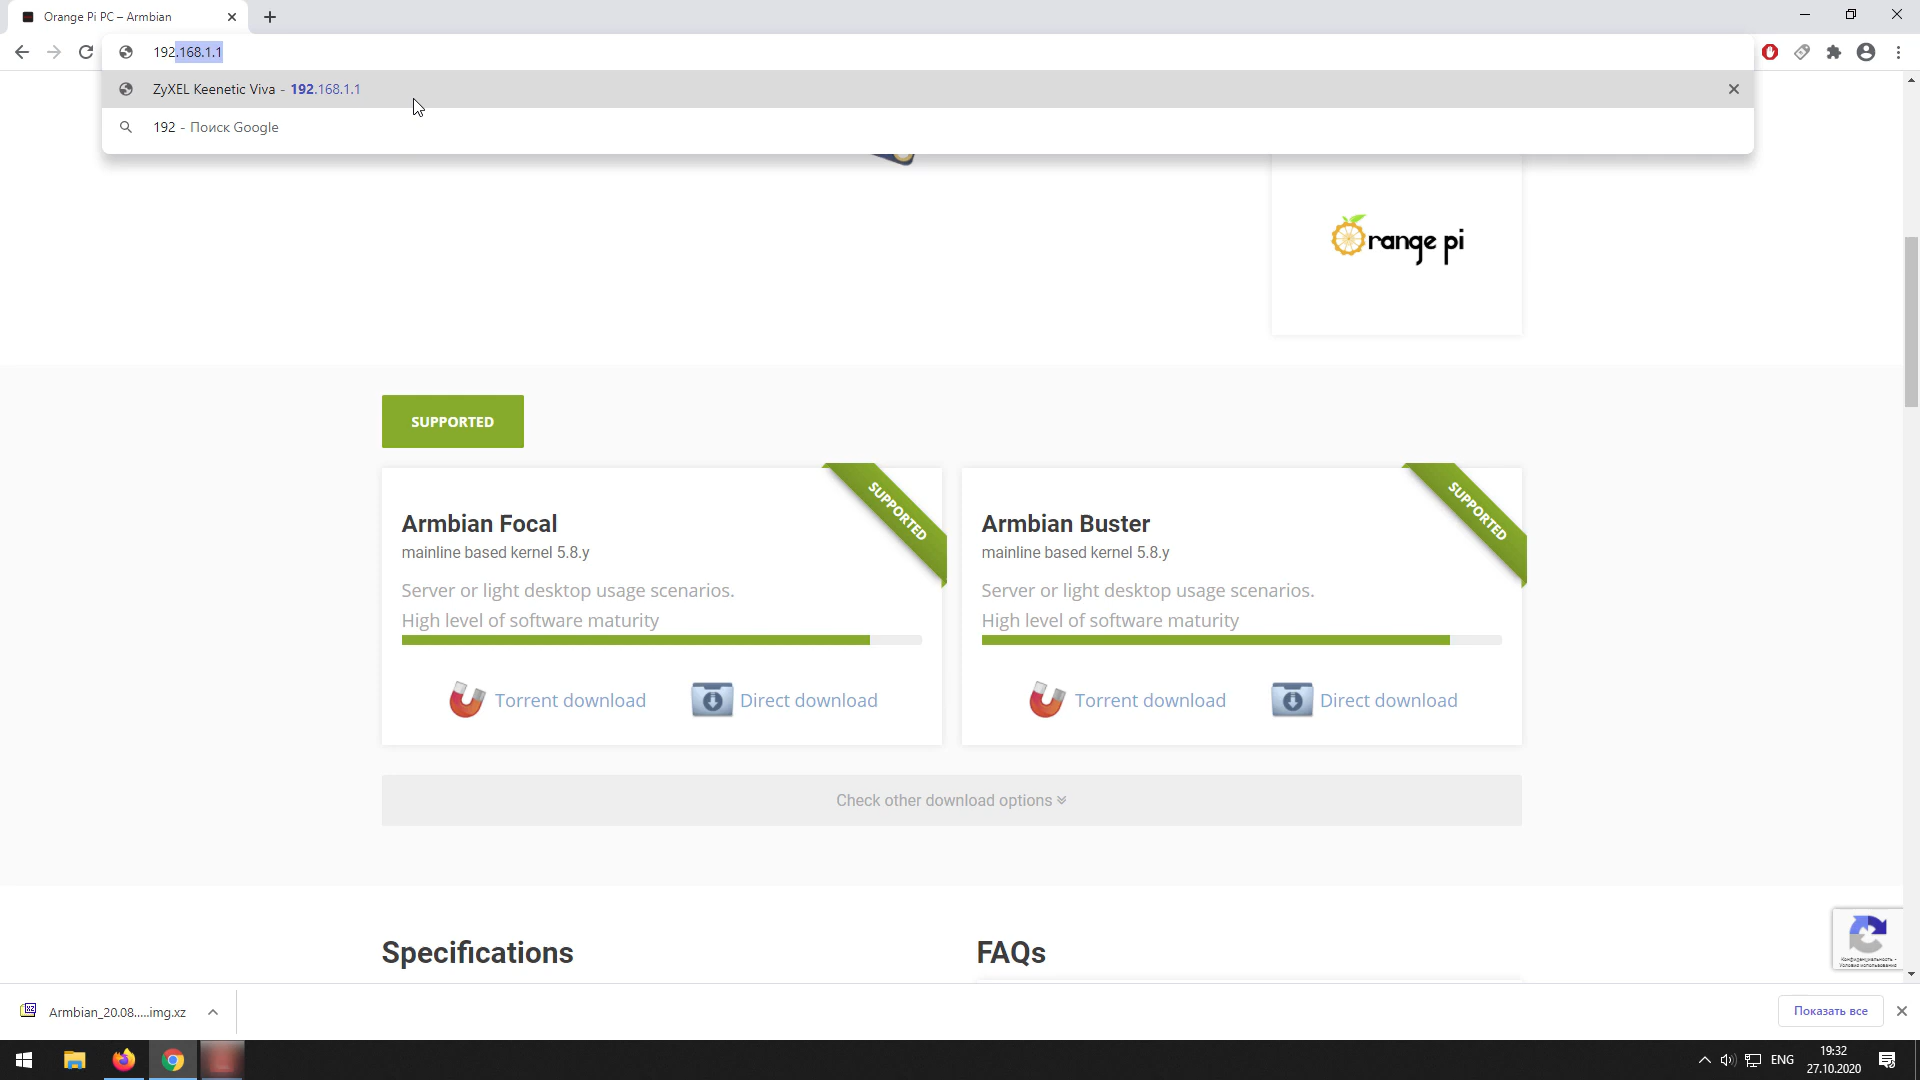 Orange Pi PC – Armbian
192.168.1.1
ZyXEL Keenetic Viva - 192.168.1.1
192 - Поиск Google
range pi
SUPPORTED
SUPPORTED
Armbian Focal
mainline based kernel 5.8.y
Server or light desktop usage scenarios.
High level of software maturity
Torrent download
Direct download
SUPPORTED
Armbian Buster
mainline based kernel 5.8.y
Server or light desktop usage scenarios.
High level of software maturity
Torrent download
Direct download
Check other download options
Specifications
FAQs
Конфиденциальность -
Условия использования
Armbian_20.08.....img.xz
Показать все
ENG
19:32
27.10.2020